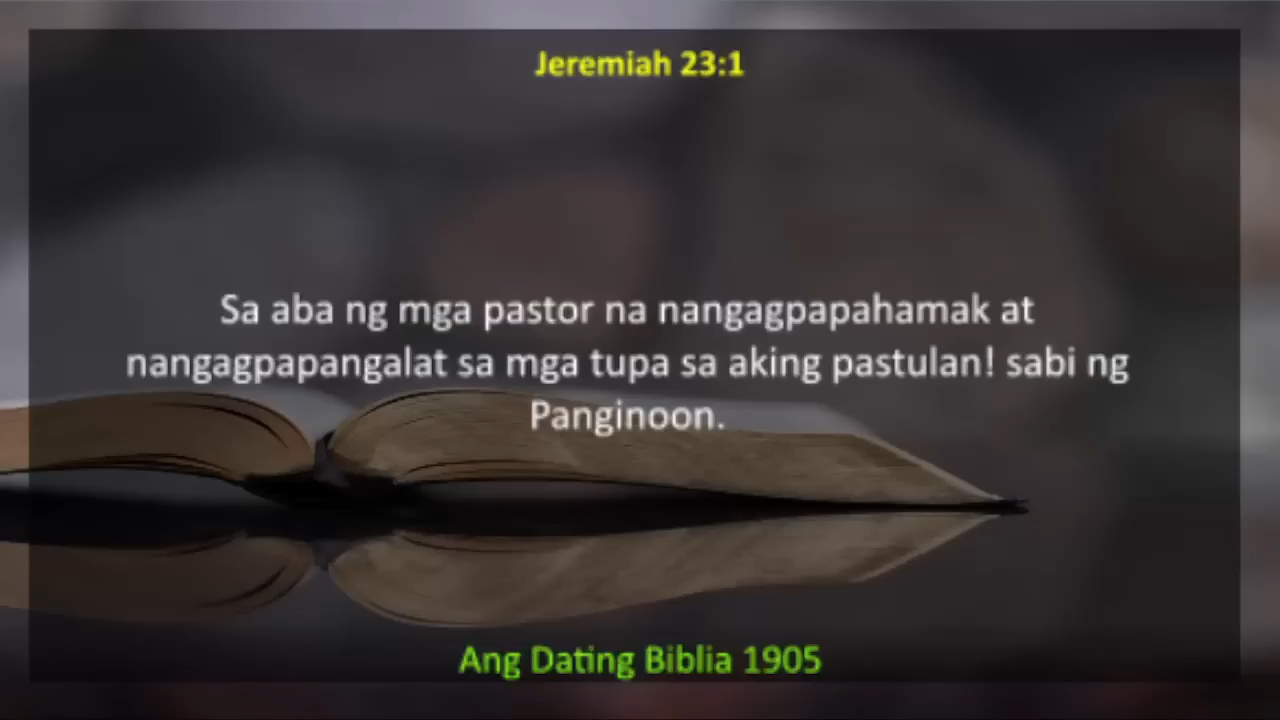 Jeremiah 23:1
Sa aba ng mga pastor na nangagpapahamak at
nangagpapangalat sa mga tupa sa aking pastulan! sabi ng
Panginoon.
Ang Dating Biblia 1905